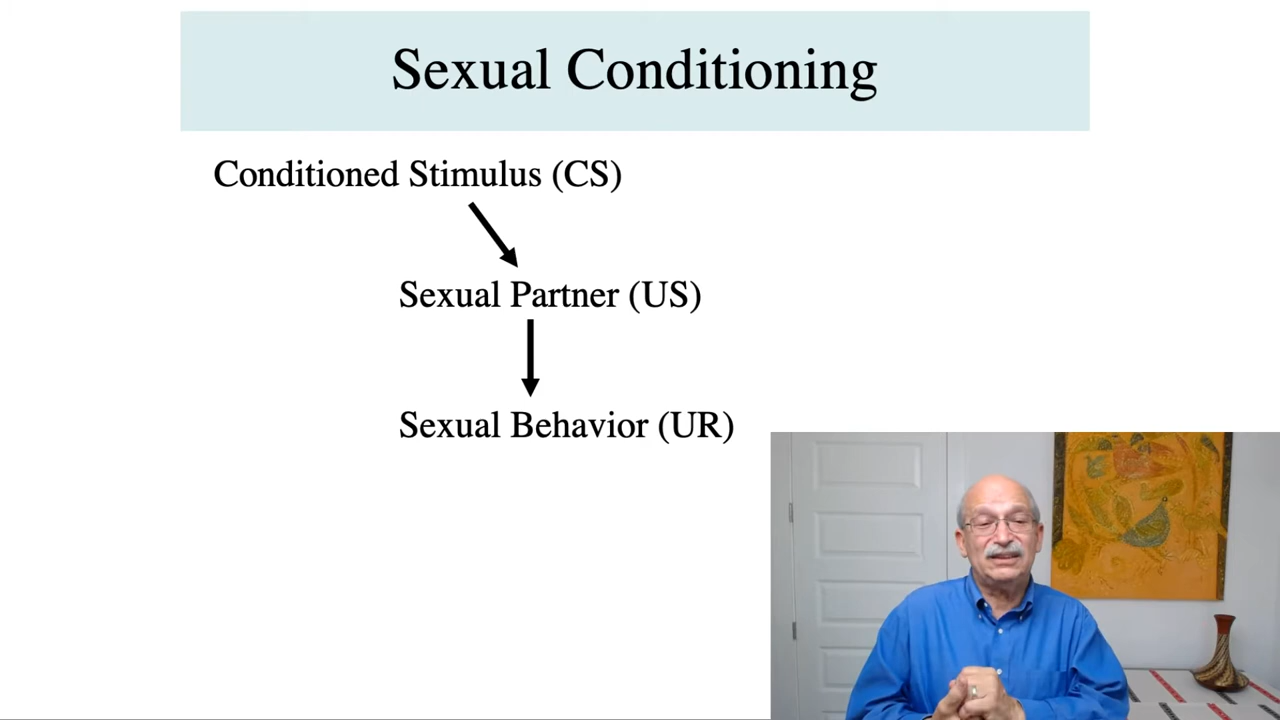 Sexual Conditioning
Conditioned Stimulus (CS)
Sexual Partner (US)
Sexual Behavior (UR)